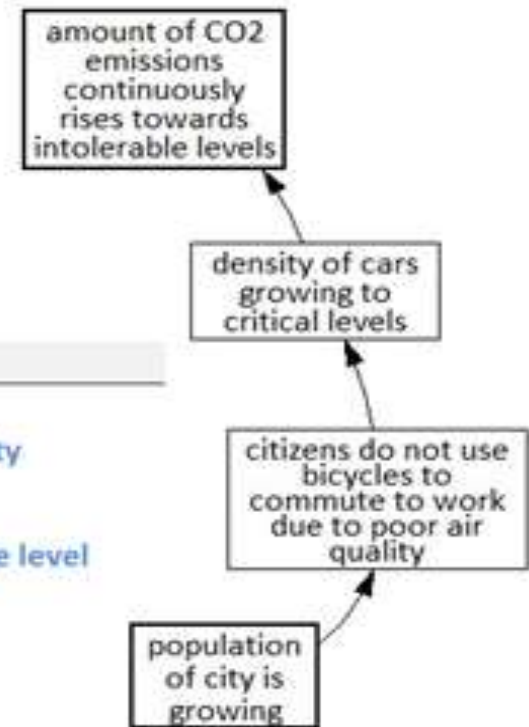 amount of CO2
emissions
continuously
rises towards
intolerable levels
density of cars
growing to
critical levels
citizens do not use
bicycles to
commute to work
due to poor air
quality
level
population
of city is
growing